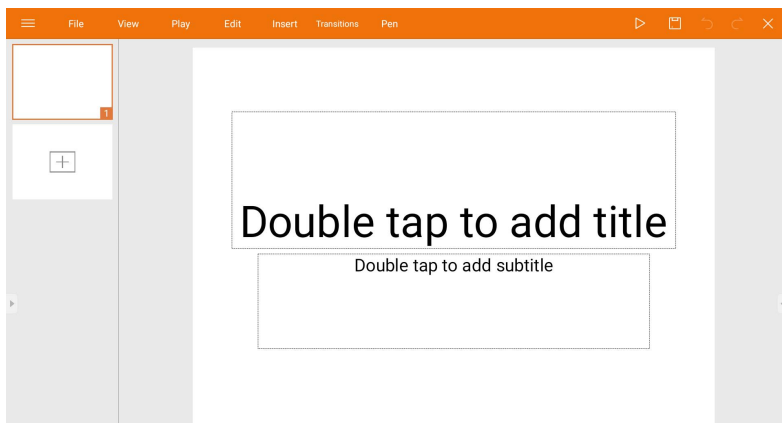 File View Play Edit Insert Transitions Pen
1
Double tap to add title
Double tap to add subtitle